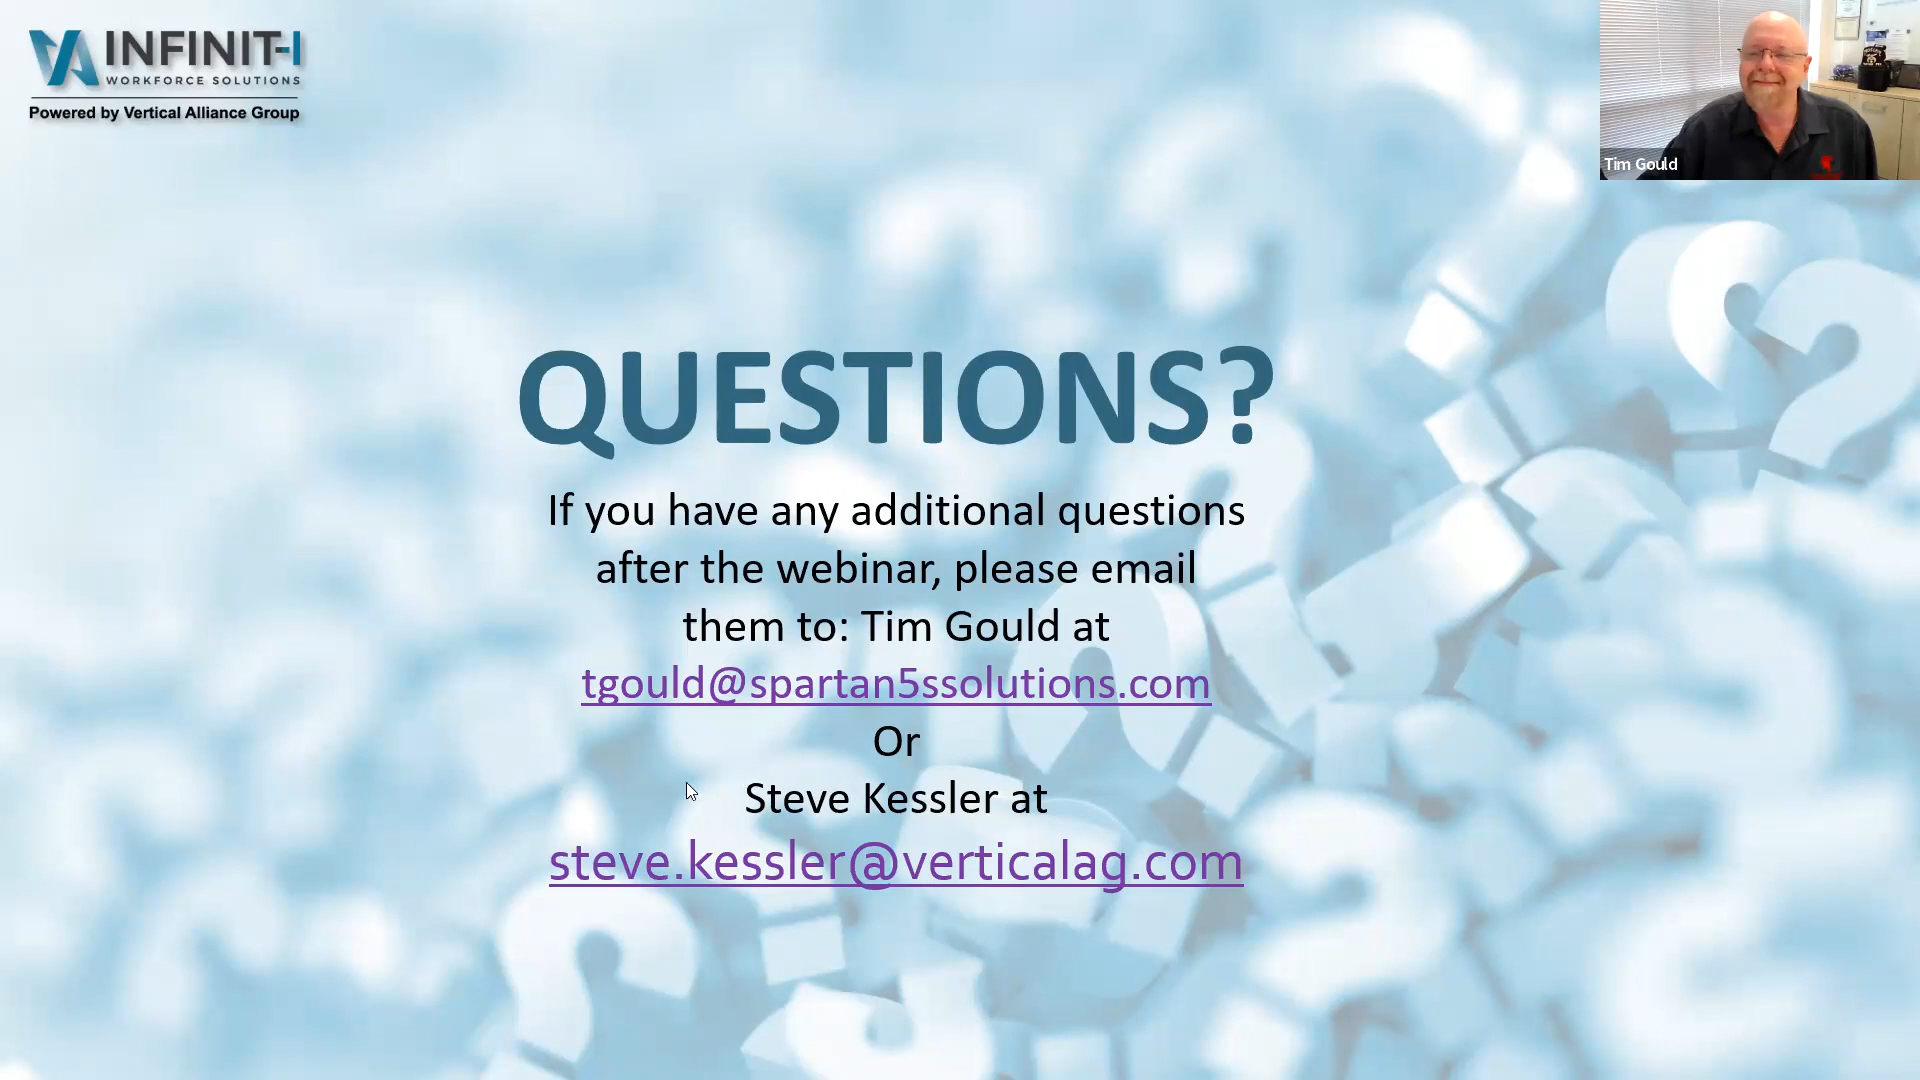 INFINIT-I
WORKFORCE SOLUTIONS
Powered by Vertical Alliance Group
Tim Gould
QUESTIONS?
If you have any additional questions
after the webinar, please email
them to: Tim Gould at
tgould@spartan5ssolutions.com
Or
Steve Kessler at
steve.kessler@verticalag.com